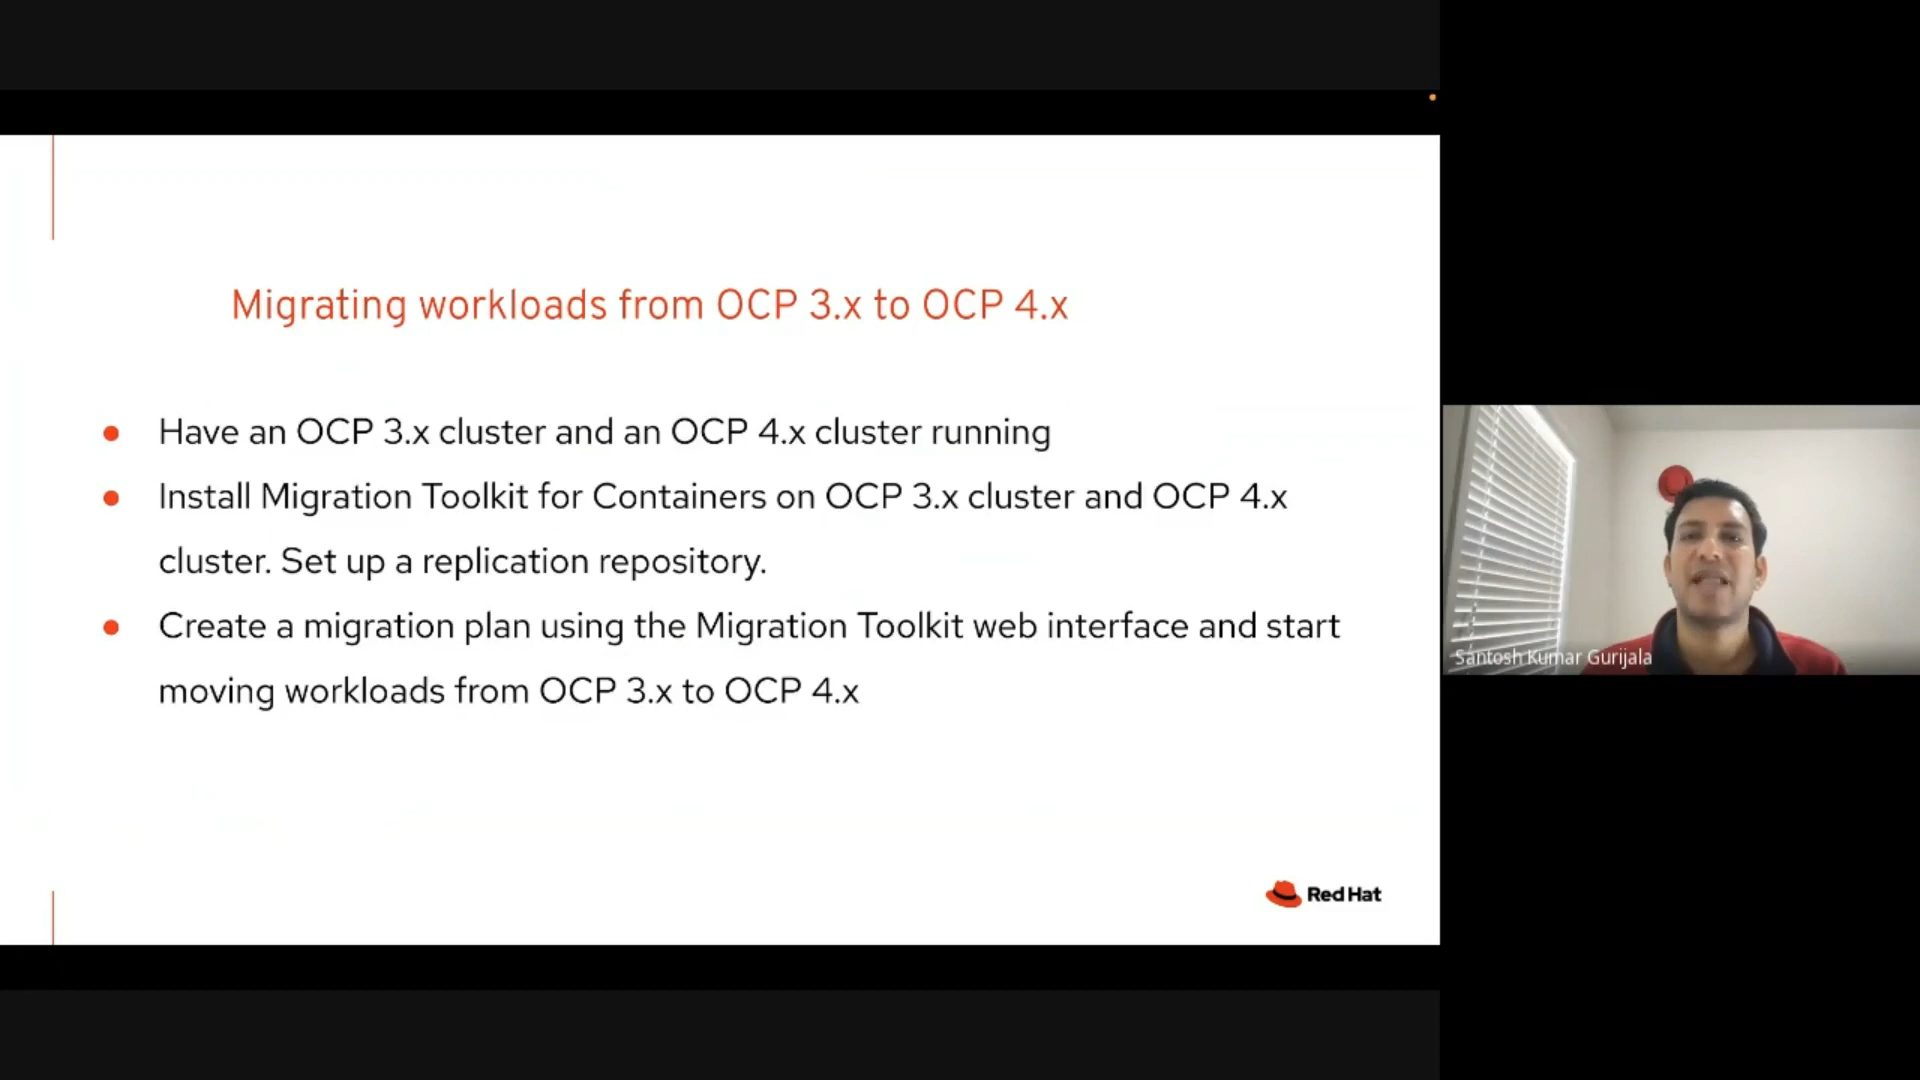 Migrating workloads from OCP 3.x to OCP 4.x
● Have an OCP 3.x cluster and an OCP 4.x cluster running
● Install Migration Toolkit for Containers on OCP 3.x cluster and OCP 4.x
cluster. Set up a replication repository.
● Create a migration plan using the Migration Toolkit web interface and start
moving workloads from OCP 3.x to OCP 4.x
Red Hat
Santosh Kumar Gurijala